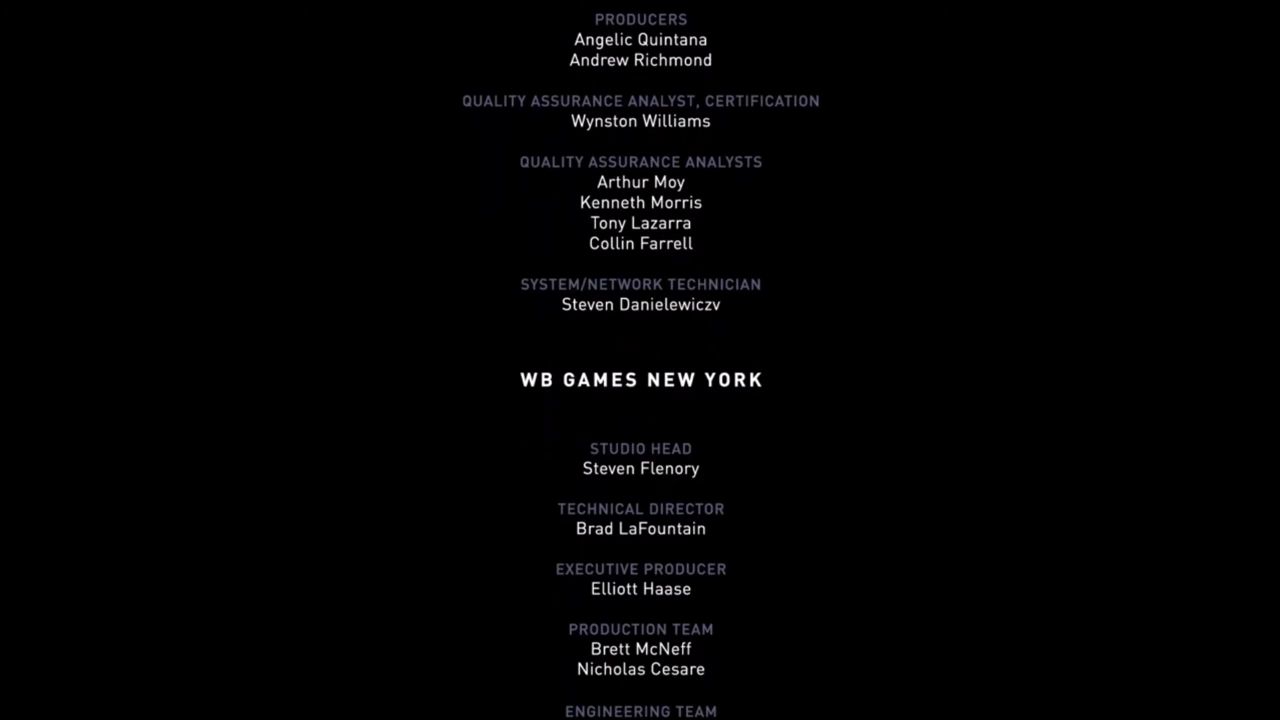 PRODUCERS
Angelic Quintana
Andrew Richmond
QUALITY ASSURANCE ANALYST, CERTIFICATION
Wynston Williams
QUALITY ASSURANCE ANALYSTS
Arthur Moy
Kenneth Morris
Tony Lazarra
Collin Farrell
SYSTEM/NETWORK TECHNICIAN
Steven Danielewiczv
WB GAMES NEW YORK
STUDIO HEAD
Steven Flenory
TECHNICAL DIRECTOR
Brad LaFountain
EXECUTIVE PRODUCER
Elliott Haase
PRODUCTION TEAM
Brett McNeff
Nicholas Cesare
ENGINEERING TEAM